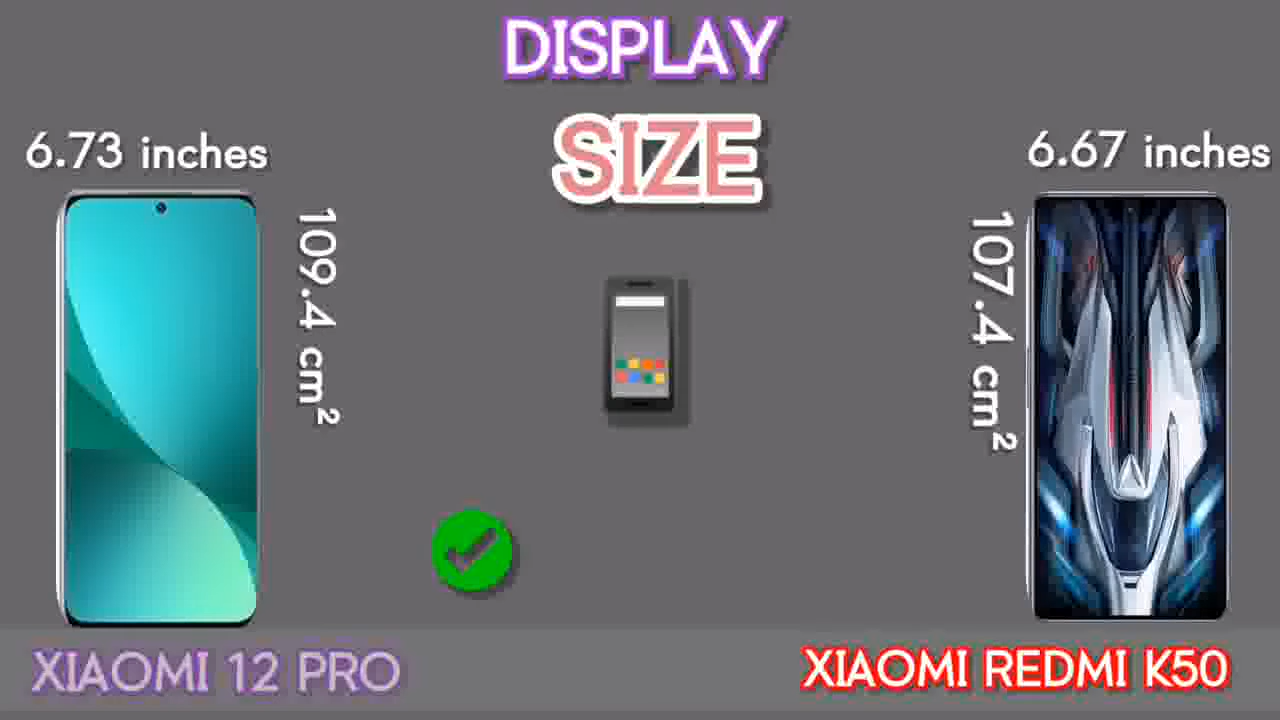 DISPLAY
SIZE
6.73 inches
6.67 inches
109.4 cm²
107.4 cm²
XIAOMI 12 PRO
XIAOMI REDMI K50